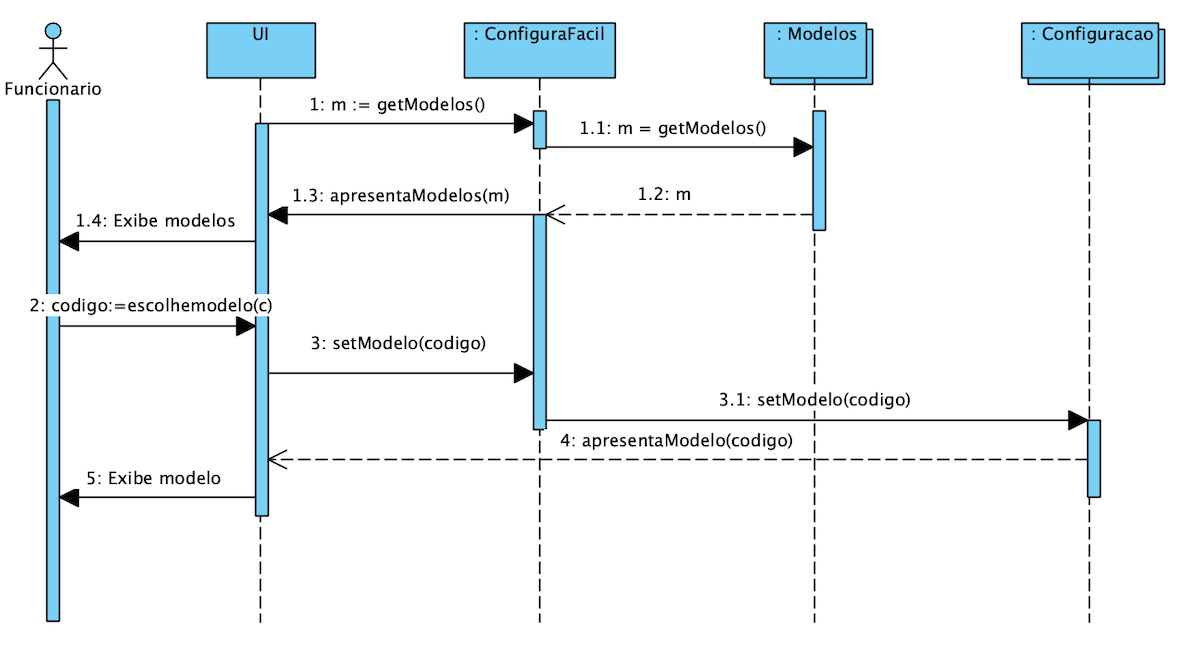 UI
: ConfiguraFacil
: Modelos
: Configuracao
Funcionario
1: m := getModelos()
1.1: m = getModelos()
1.2: m
1.3: apresentaModelos(m)
1.4: Exibe modelos
2: codigo:=escolhemodelo(c)
3: setModelo(codigo)
3.1: setModelo(codigo)
4: apresentaModelo(codigo)
5: Exibe modelo